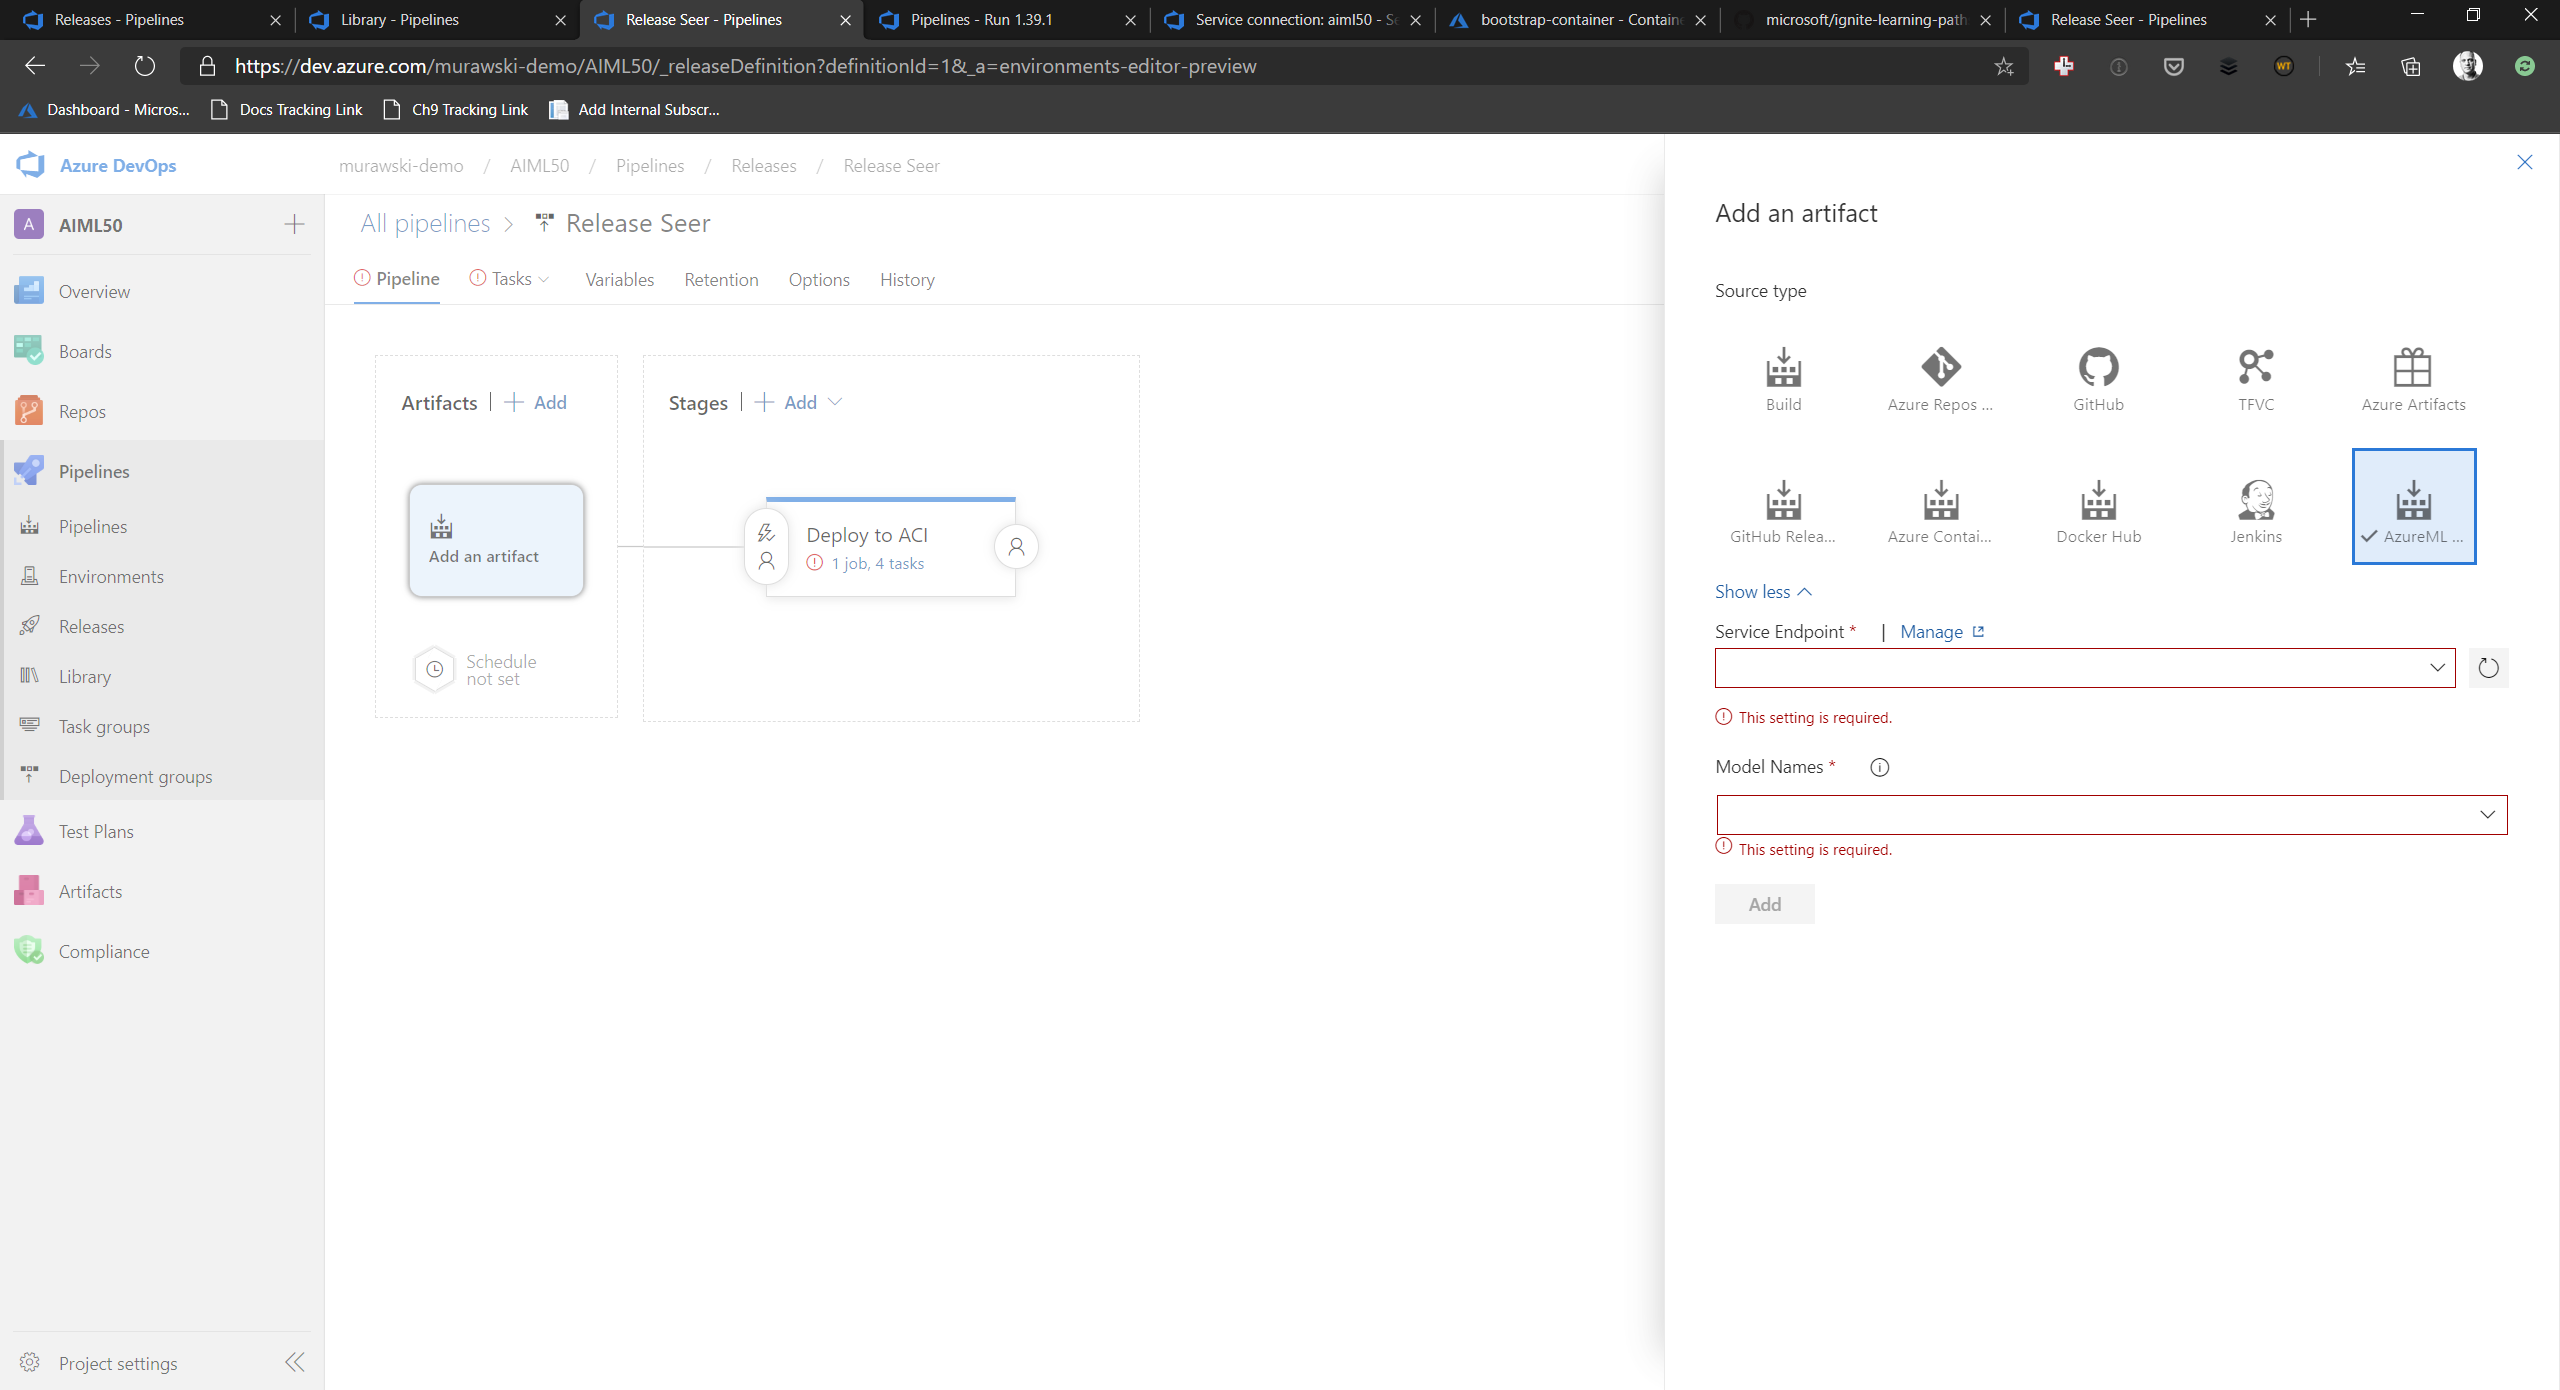 Releases - Pipelines
Library - Pipelines
Release Seer - Pipelines
Pipelines - Run 1.39.1
Service connection: aiml50 - Se
bootstrap-container - Containe
microsoft/ignite-learning-path
Release Seer - Pipelines
https://dev.azure.com/murawski-demo/AIML50/_releaseDefinition?definitionId=1&_a=environments-editor-preview
WT
Dashboard - Micros...
Docs Tracking Link
Ch9 Tracking Link
Add Internal Subscr...
Azure DevOps
murawski-demo / AIML50 / Pipelines / Releases / Release Seer
A AIML50
Overview
Boards
Repos
Pipelines
Pipelines
Environments
Releases
Library
Task groups
Deployment groups
Test Plans
Artifacts
Compliance
Project settings
All pipelines > Release Seer
Pipeline
Tasks
Variables
Retention
Options
History
Artifacts | + Add
Add an artifact
Schedule
not set
Stages | + Add
Deploy to ACI
1 job, 4 tasks
Add an artifact
Source type
Build
Azure Repos ...
GitHub
TFVC
Azure Artifacts
GitHub Relea...
Azure Contai...
Docker Hub
Jenkins
AzureML ...
Show less
Service Endpoint * | Manage
This setting is required.
Model Names *
This setting is required.
Add